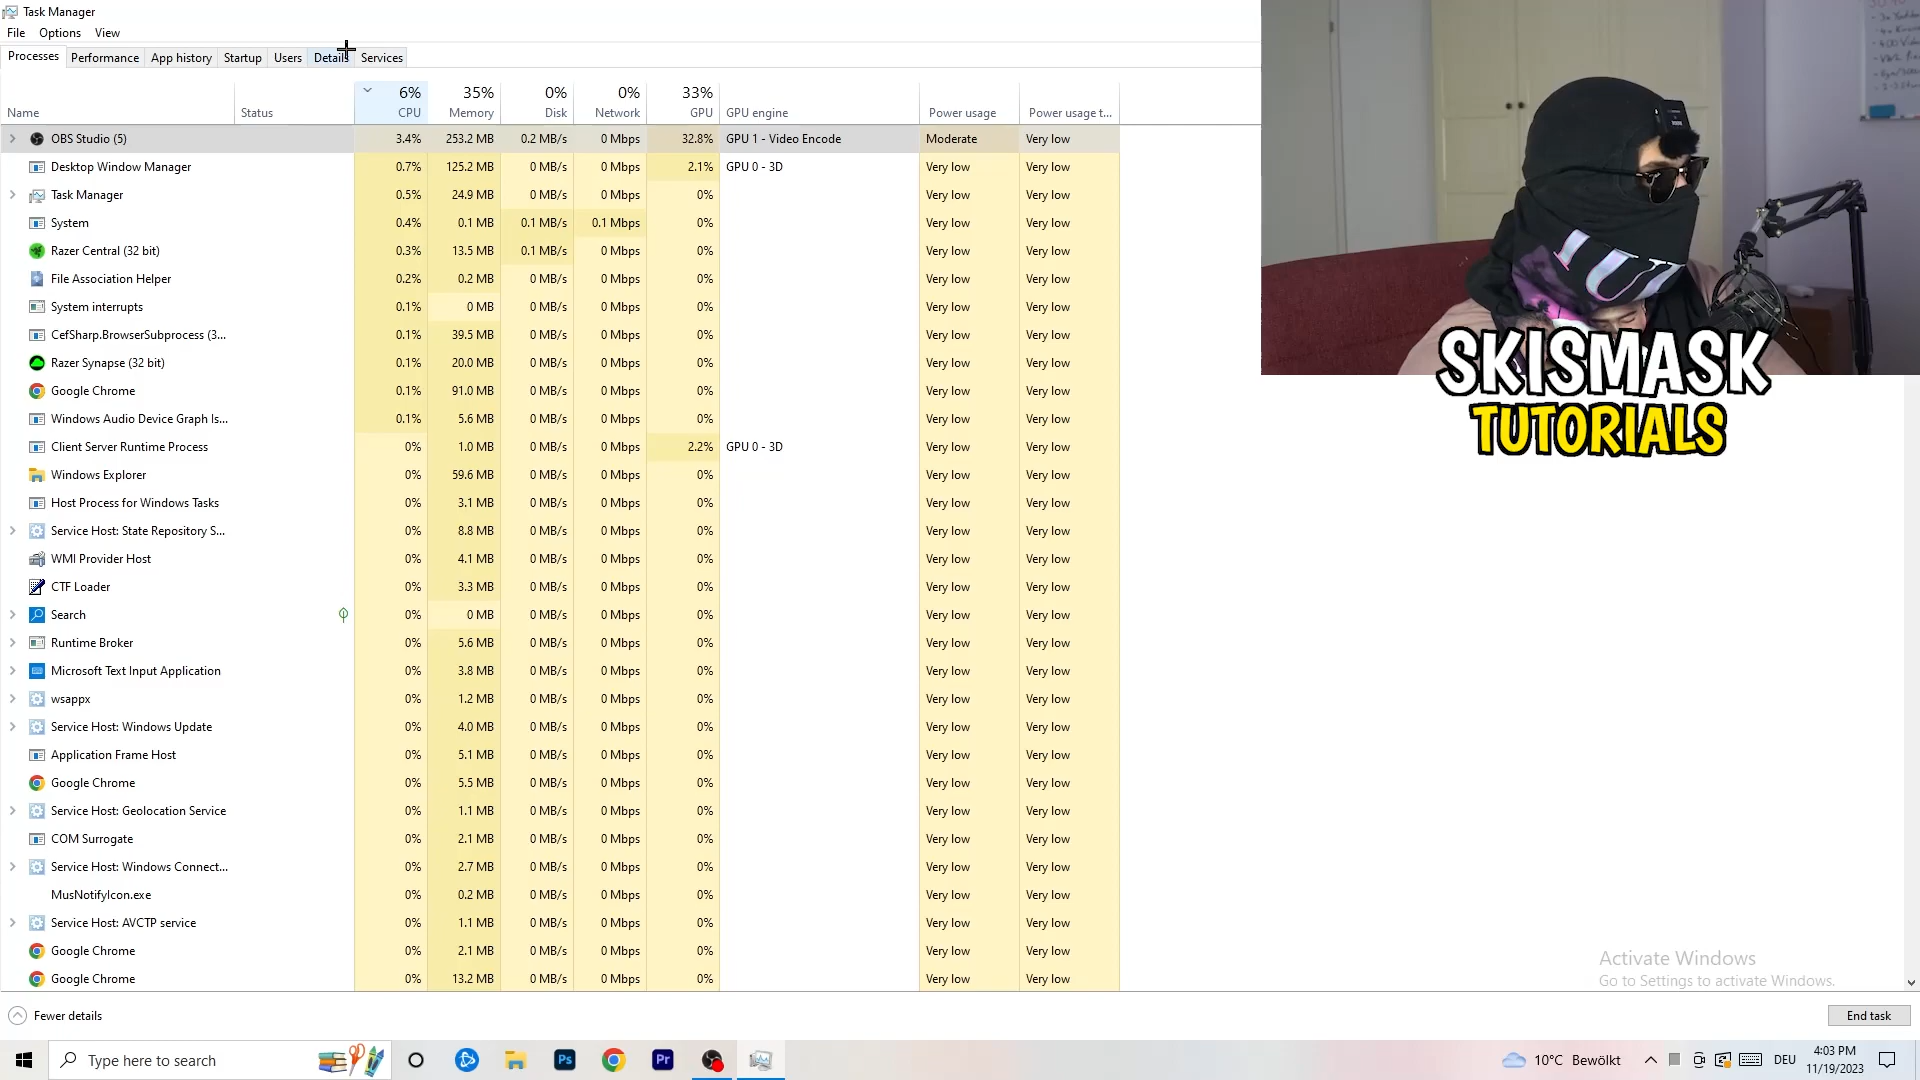 Task Manager
File Options View
Processes Performance App history Startup Users Details Services
6% 35% 0% 0% 33%
Name Status CPU Memory Disk Network GPU GPU engine Power usage Power usage t...
OBS Studio (5) 3.4% 253.2 MB 0.2 MB/s 0 Mbps 32.8% GPU 1 - Video Encode Moderate Very low
Desktop Window Manager 0.7% 125.2 MB 0 MB/s 0 Mbps 2.1% GPU 0 - 3D Very low Very low
Task Manager 0.5% 24.9 MB 0 MB/s 0 Mbps 0% Very low Very low
System 0.4% 0.1 MB 0.1 MB/s 0.1 Mbps 0% Very low Very low
Razer Central (32 bit) 0.3% 13.5 MB 0.1 MB/s 0 Mbps 0% Very low Very low
File Association Helper 0.2% 0.2 MB 0 MB/s 0 Mbps 0% Very low Very low
System interrupts 0.1% 0 MB 0 MB/s 0 Mbps 0% Very low Very low
CefSharp.BrowserSubprocess (3... 0.1% 39.5 MB 0 MB/s 0 Mbps 0% Very low Very low
Razer Synapse (32 bit) 0.1% 20.0 MB 0 MB/s 0 Mbps 0% Very low Very low
Google Chrome 0.1% 91.0 MB 0 MB/s 0 Mbps 0% Very low Very low
Windows Audio Device Graph Is... 0.1% 5.6 MB 0 MB/s 0 Mbps 0% Very low Very low
Client Server Runtime Process 0% 1.0 MB 0 MB/s 0 Mbps 2.2% GPU 0 - 3D Very low Very low
Windows Explorer 0% 59.6 MB 0 MB/s 0 Mbps 0% Very low Very low
Host Process for Windows Tasks 0% 3.1 MB 0 MB/s 0 Mbps 0% Very low Very low
Service Host: State Repository S... 0% 8.8 MB 0 MB/s 0 Mbps 0% Very low Very low
WMI Provider Host 0% 4.1 MB 0 MB/s 0 Mbps 0% Very low Very low
CTF Loader 0% 3.3 MB 0 MB/s 0 Mbps 0% Very low Very low
Search 0% 0 MB 0 MB/s 0 Mbps 0% Very low Very low
Runtime Broker 0% 5.6 MB 0 MB/s 0 Mbps 0% Very low Very low
Microsoft Text Input Application 0% 3.8 MB 0 MB/s 0 Mbps 0% Very low Very low
wsappx 0% 1.2 MB 0 MB/s 0 Mbps 0% Very low Very low
Service Host: Windows Update 0% 4.0 MB 0 MB/s 0 Mbps 0% Very low Very low
Application Frame Host 0% 5.1 MB 0 MB/s 0 Mbps 0% Very low Very low
Google Chrome 0% 5.5 MB 0 MB/s 0 Mbps 0% Very low Very low
Service Host: Geolocation Service 0% 1.1 MB 0 MB/s 0 Mbps 0% Very low Very low
COM Surrogate 0% 2.1 MB 0 MB/s 0 Mbps 0% Very low Very low
Service Host: Windows Connect... 0% 2.7 MB 0 MB/s 0 Mbps 0% Very low Very low
MusNotifyIcon.exe 0% 0.2 MB 0 MB/s 0 Mbps 0% Very low Very low
Service Host: AVCTP service 0% 1.1 MB 0 MB/s 0 Mbps 0% Very low Very low
Google Chrome 0% 2.1 MB 0 MB/s 0 Mbps 0% Very low Very low
Google Chrome 0% 13.2 MB 0 MB/s 0 Mbps 0% Very low Very low
SKISMASK
TUTORIALS
Activate Windows
Go to Settings to activate Windows.
Fewer details End task
Type here to search Ps Pr 10°C Bewölkt DEU 4:03 PM
11/19/2023